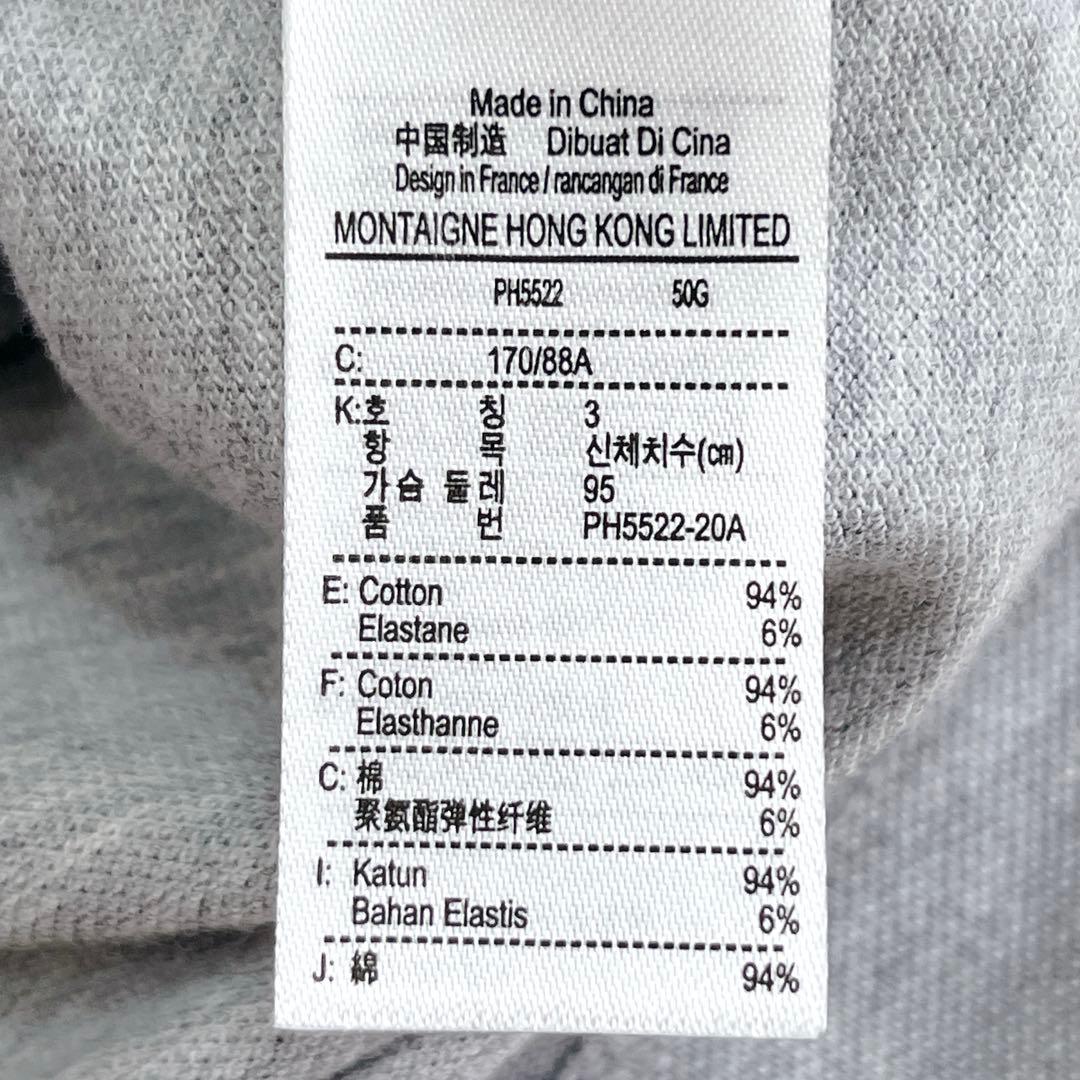 Made in China
中国制造 Dibuat Di Cina
Design in France / rancangan di France
MONTAIGNE HONG KONG LIMITED
PH5522 50G
C: 170/88A
K:호 칭 3
항 목 신체치수(㎝)
가 슴 둘 레 95
품 번 PH5522-20A
E: Cotton 94%
Elastane 6%
F: Coton 94%
Elasthanne 6%
C: 棉 94%
聚氨酯弹性纤维 6%
I: Katun 94%
Bahan Elastis 6%
J: 綿 94%